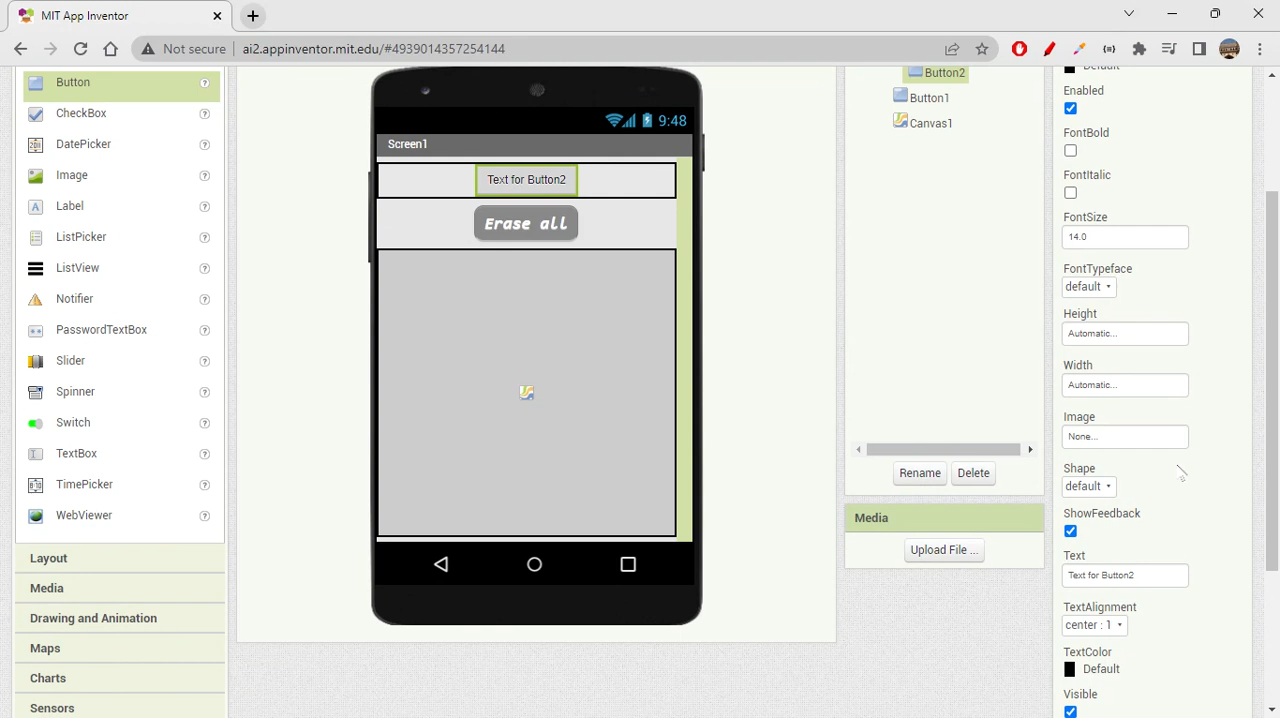 MIT App Inventor
Not secure
ai2.appinventor.mit.edu/#4939014357254144
Button
CheckBox
DatePicker
Image
Label
ListPicker
ListView
Notifier
PasswordTextBox
Slider
Spinner
Switch
TextBox
TimePicker
WebViewer
Layout
Media
Drawing and Animation
Maps
Charts
Sensors
9:48
Screen1
Text for Button2
Erase all
Button2
Button1
Canvas1
Rename
Delete
Media
Upload File ...
Default
Enabled
FontBold
FontItalic
FontSize
14.0
FontTypeface
default
Height
Automatic...
Width
Automatic...
Image
None...
Shape
default
ShowFeedback
Text
Text for Button2
TextAlignment
center : 1
TextColor
Default
Visible